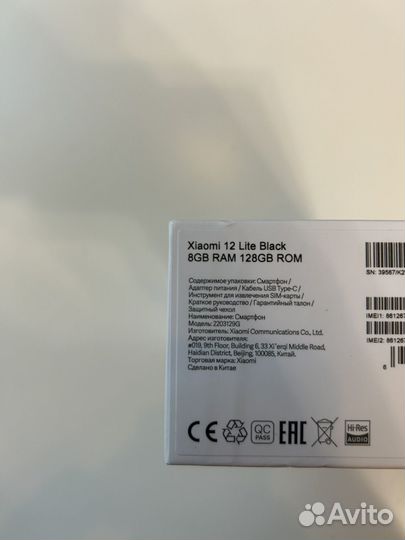 Xiaomi 12 Lite Black
8GB RAM 128GB ROM
Содержимое упаковки: Смартфон /
Адаптер питания / Кабель USB Type-C /
Инструмент для извлечения SIM-карты /
Краткое руководство / Гарантийный талон /
Защитный чехол
Наименование: Смартфон
Модель: 2203129G
Изготовитель: Xiaomi Communications Co., Ltd.
Адрес изготовителя:
#019, 9th Floor, Building 6, 33 Xi'erqi Middle Road,
Haidian District, Beijing, 100085, Китай.
Торговая марка: Xiaomi
Сделано в Китае
SN: 39567/K2
IMEI1: 861267
IMEI2: 861267
6
CE
QC
PASS
EAC
Hi-Res
AUDIO
Avito